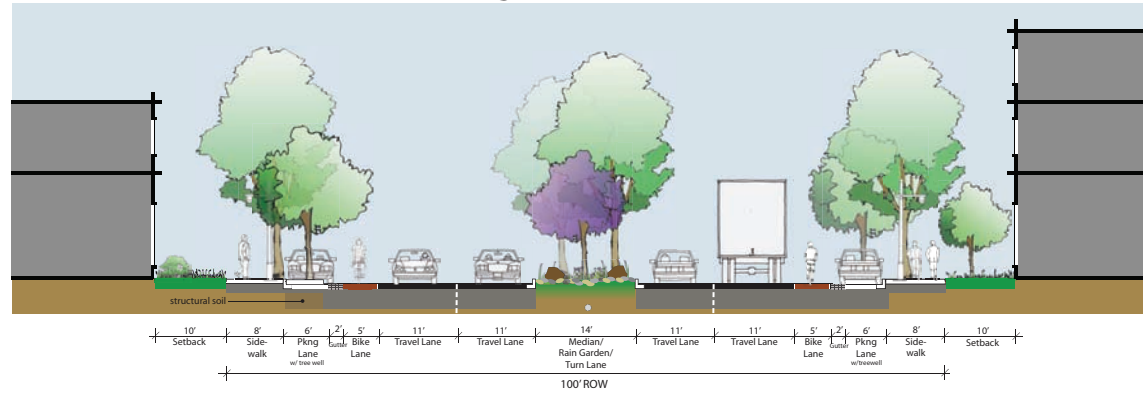 structural soil
10' 8' 6' 2' 5' 11' 11' 14' 11' 11' 5' 2' 6' 8' 10'
Setback
Side-
walk
Pkng
Lane
w/ tree well
Gutter
Bike
Lane
Travel Lane
Travel Lane
Median/
Rain Garden/
Turn Lane
Travel Lane
Travel Lane
Bike
Lane
Gutter
Pkng
Lane
w/treewell
Side-
walk
Setback
100' ROW